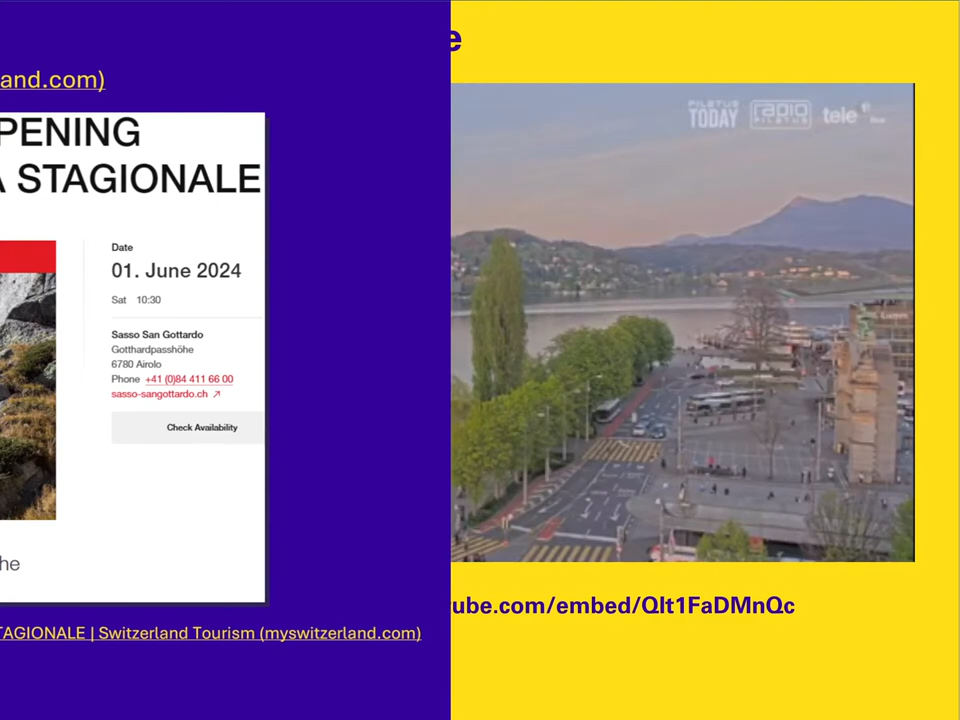 and.com)
PENING
A STAGIONALE
Date
01. June 2024
Sat 10:30
Sasso San Gottardo
Gotthardpasshöhe
6780 Airolo
Phone +41 (0)84 411 66 00
sasso-sangottardo.ch ↗
Check Availability
he
TAGIONALE | Switzerland Tourism (myswitzerland.com)
e
PILATUS TODAY
radio PILATUS
tele 1
ube.com/embed/QIt1FaDMnQc